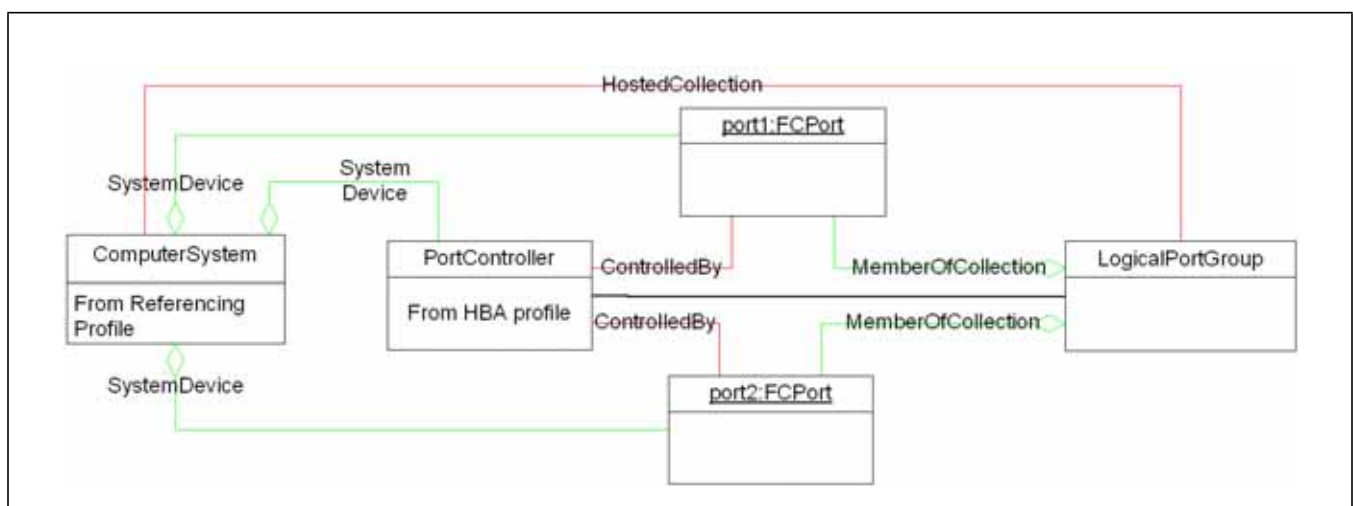 HostedCollection
port1:FCPort
System
Device
SystemDevice
ComputerSystem
From Referencing
Profile
PortController
From HBA profile
ControlledBy
MemberOfCollection
LogicalPortGroup
ControlledBy
MemberOfCollection
SystemDevice
port2:FCPort